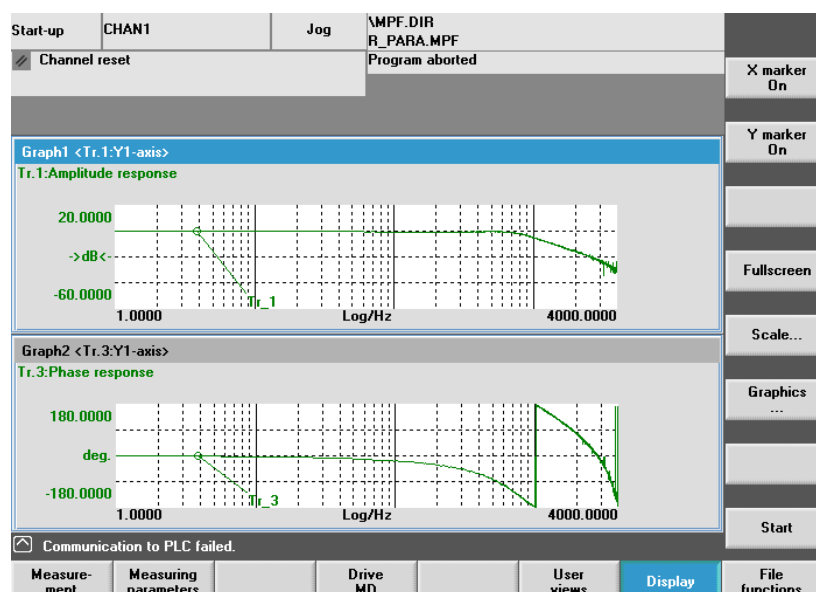 Start-up
CHAN1
Jog
\MPF.DIR
R_PARA.MPF
Channel reset
Program aborted
X marker
On
Y marker
On
Fullscreen
Scale...
Graphics
...
Start
Graph1 <Tr.1:Y1-axis>
Tr.1:Amplitude response
20.0000
->dB<-
-60.0000
Tr_1
1.0000
Log/Hz
4000.0000
Graph2 <Tr.3:Y1-axis>
Tr.3:Phase response
180.0000
deg.
-180.0000
Tr_3
1.0000
Log/Hz
4000.0000
Communication to PLC failed.
Measure-
ment
Measuring
parameters
Drive
MD
User
views
Display
File
functions